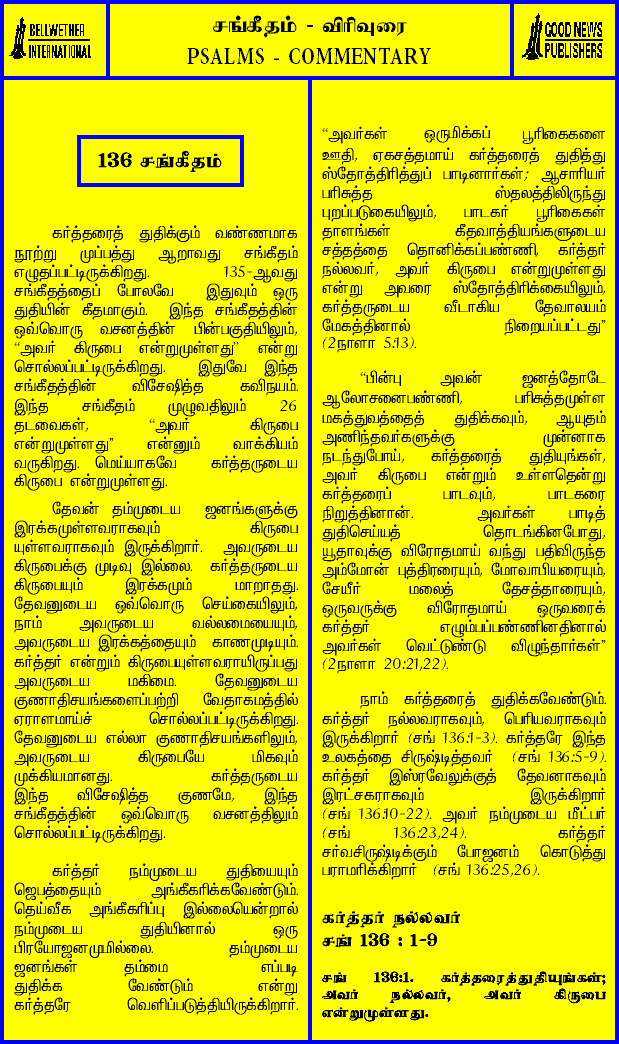 BELLWETHER
INTERNATIONAL
சங்கீதம் - விரிவுரை
PSALMS - COMMENTARY
GOOD NEWS
PUBLISHERS
136 சங்கீதம்
கர்த்தரைத் துதிக்கும் வண்ணமாக
நூற்று முப்பத்து ஆறாவது சங்கீதம்
எழுதப்பட்டிருக்கிறது. 135-ஆவது
சங்கீதத்தைப் போலவே இதுவும் ஒரு
துதியின் கீதமாகும். இந்த சங்கீதத்தின்
ஒவ்வொரு வசனத்தின் பின்பகுதியிலும்,
“அவர் கிருபை என்றுமுள்ளது” என்று
சொல்லப்பட்டிருக்கிறது. இதுவே இந்த
சங்கீதத்தின் விசேஷித்த கவிநயம்.
இந்த சங்கீதம் முழுவதிலும் 26
தடவைகள், “அவர் கிருபை
என்றுமுள்ளது” என்னும் வாக்கியம்
வருகிறது. மெய்யாகவே கர்த்தருடைய
கிருபை என்றுமுள்ளது.
தேவன் தம்முடைய ஜனங்களுக்கு
இரக்கமுள்ளவராகவும் கிருபை
யுள்ளவராகவும் இருக்கிறார். அவருடைய
கிருபைக்கு முடிவு இல்லை. கர்த்தருடைய
கிருபையும் இரக்கமும் மாறாதது.
தேவனுடைய ஒவ்வொரு செய்கையிலும்,
நாம் அவருடைய வல்லமையையும்,
அவருடைய இரக்கத்தையும் காணமுடியும்.
கர்த்தர் என்றும் கிருபையுள்ளவராயிருப்பது
அவருடைய மகிமை. தேவனுடைய
குணாதிசயங்களைப்பற்றி வேதாகமத்தில்
ஏராளமாய்ச் சொல்லப்பட்டிருக்கிறது.
தேவனுடைய எல்லா குணாதிசயங்களிலும்,
அவருடைய கிருபையே மிகவும்
முக்கியமானது. கர்த்தருடைய
இந்த விசேஷித்த குணமே, இந்த
சங்கீதத்தின் ஒவ்வொரு வசனத்திலும்
சொல்லப்பட்டிருக்கிறது.
கர்த்தர் நம்முடைய துதியையும்
ஜெபத்தையும் அங்கீகரிக்கவேண்டும்.
தெய்வீக அங்கீகரிப்பு இல்லையென்றால்
நம்முடைய துதியினால் ஒரு
பிரயோஜனமுமில்லை. தம்முடைய
ஜனங்கள் தம்மை எப்படி
துதிக்க வேண்டும் என்று
கர்த்தரே வெளிப்படுத்தியிருக்கிறார்.
“அவர்கள் ஒருமிக்கப் பூரிகைகளை
ஊதி, ஏகசத்தமாய் கர்த்தரைத் துதித்து
ஸ்தோத்திரித்துப் பாடினார்கள்; ஆசாரியர்
பரிசுத்த ஸ்தலத்திலிருந்து
புறப்படுகையிலும், பாடகர் பூரிகைகள்
தாளங்கள் கீதவாத்தியங்களுடைய
சத்தத்தை தொனிக்கப்பண்ணி, கர்த்தர்
நல்லவர், அவர் கிருபை என்றுமுள்ளது
என்று அவரை ஸ்தோத்திரிக்கையிலும்,
கர்த்தருடைய வீடாகிய தேவாலயம்
மேகத்தினால் நிறையப்பட்டது”
(2நாளா 5:13).
“பின்பு அவன் ஜனத்தோடே
ஆலோசனைபண்ணி, பரிசுத்தமுள்ள
மகத்துவத்தைத் துதிக்கவும், ஆயுதம்
அணிந்தவர்களுக்கு முன்னாக
நடந்துபோய், கர்த்தரைத் துதியுங்கள்,
அவர் கிருபை என்றும் உள்ளதென்று
கர்த்தரைப் பாடவும், பாடகரை
நிறுத்தினான். அவர்கள் பாடித்
துதிசெய்யத் தொடங்கினபோது,
யூதாவுக்கு விரோதமாய் வந்து பதிவிருந்த
அம்மோன் புத்திரரையும், மோவாபியரையும்,
சேயீர் மலைத் தேசத்தாரையும்,
ஒருவருக்கு விரோதமாய் ஒருவரைக்
கர்த்தர் எழும்பப்பண்ணினதினால்
அவர்கள் வெட்டுண்டு விழுந்தார்கள்”
(2நாளா 20:21,22).
நாம் கர்த்தரைத் துதிக்கவேண்டும்.
கர்த்தர் நல்லவராகவும், பெரியவராகவும்
இருக்கிறார் (சங் 136:1-3). கர்த்தரே இந்த
உலகத்தை சிருஷ்டித்தவர் (சங் 136:5-9).
கர்த்தர் இஸ்ரவேலுக்குத் தேவனாகவும்
இரட்சகராகவும் இருக்கிறார்
(சங் 136:10-22). அவர் நம்முடைய மீட்பர்
(சங் 136:23,24). கர்த்தர்
சர்வசிருஷ்டிக்கும் போஜனம் கொடுத்து
பராமரிக்கிறார் (சங் 136:25,26).
கர்த்தர் நல்லவர்
சங் 136 : 1-9
சங் 136:1. கர்த்தரைத்துதியுங்கள்;
அவர் நல்லவர், அவர் கிருபை
என்றுமுள்ளது.